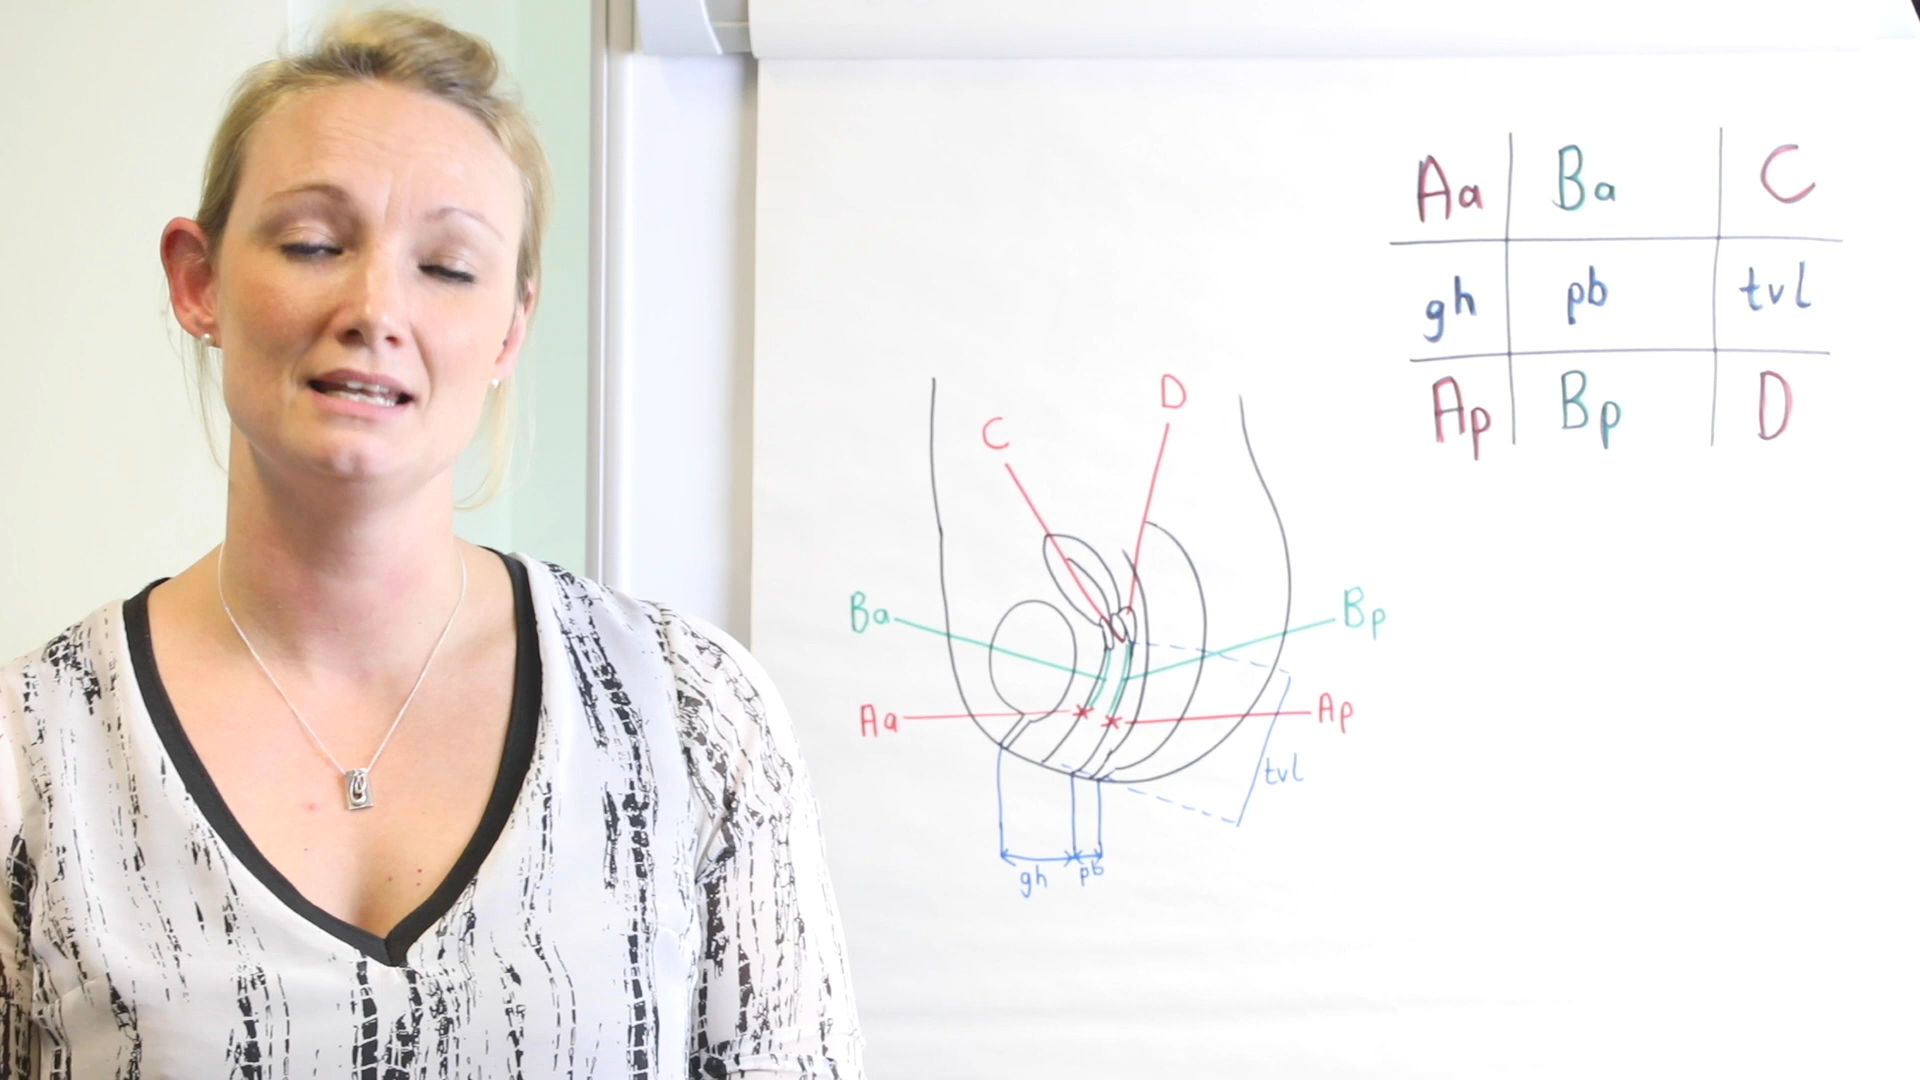 Aa Ba C
gh pb tvl
Ap Bp D
D
C
Ba Bp
Aa Ap
tvl
gh pb